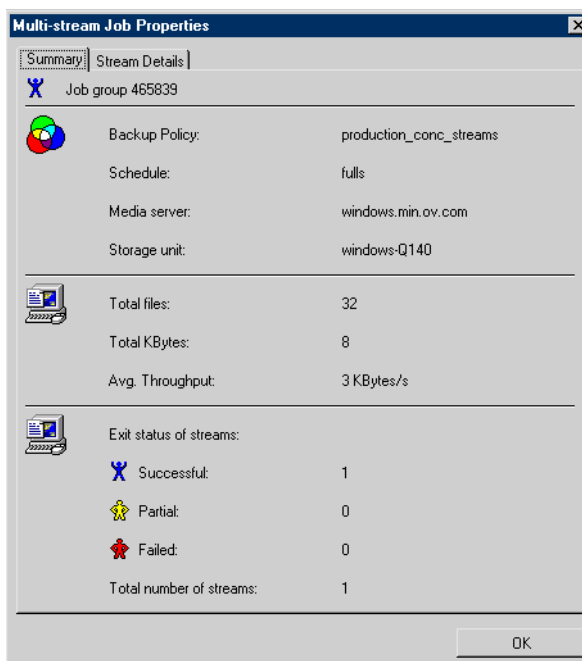 Multi-stream Job Properties
Summary Stream Details
Job group 465839
Backup Policy: production_conc_streams
Schedule: fulls
Media server: windows.min.ov.com
Storage unit: windows-Q140
Total files: 32
Total KBytes: 8
Avg. Throughput: 3 KBytes/s
Exit status of streams:
Successful: 1
Partial: 0
Failed: 0
Total number of streams: 1
OK